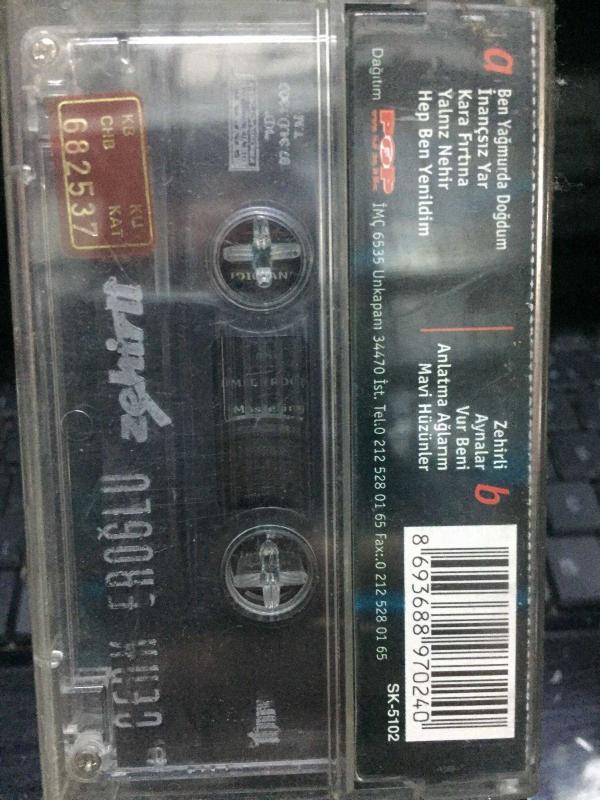 a
Ben Yağmurda Doğdum
İnançsız Yar
Kara Fırtına
Yalnız Nehir
Hep Ben Yenildim
b
Zehirli
Aynalar
Vur Beni
Anlatma Ağlarım
Mavi Hüzünler
Dağıtım POP MÜZİK İMÇ 6535 Unkapanı 34470 İst. Tel.0 212 528 01 65 Fax:.0 212 528 01 65
8 693688 970240
SK-5102
KB KU
CHB KAT
682537